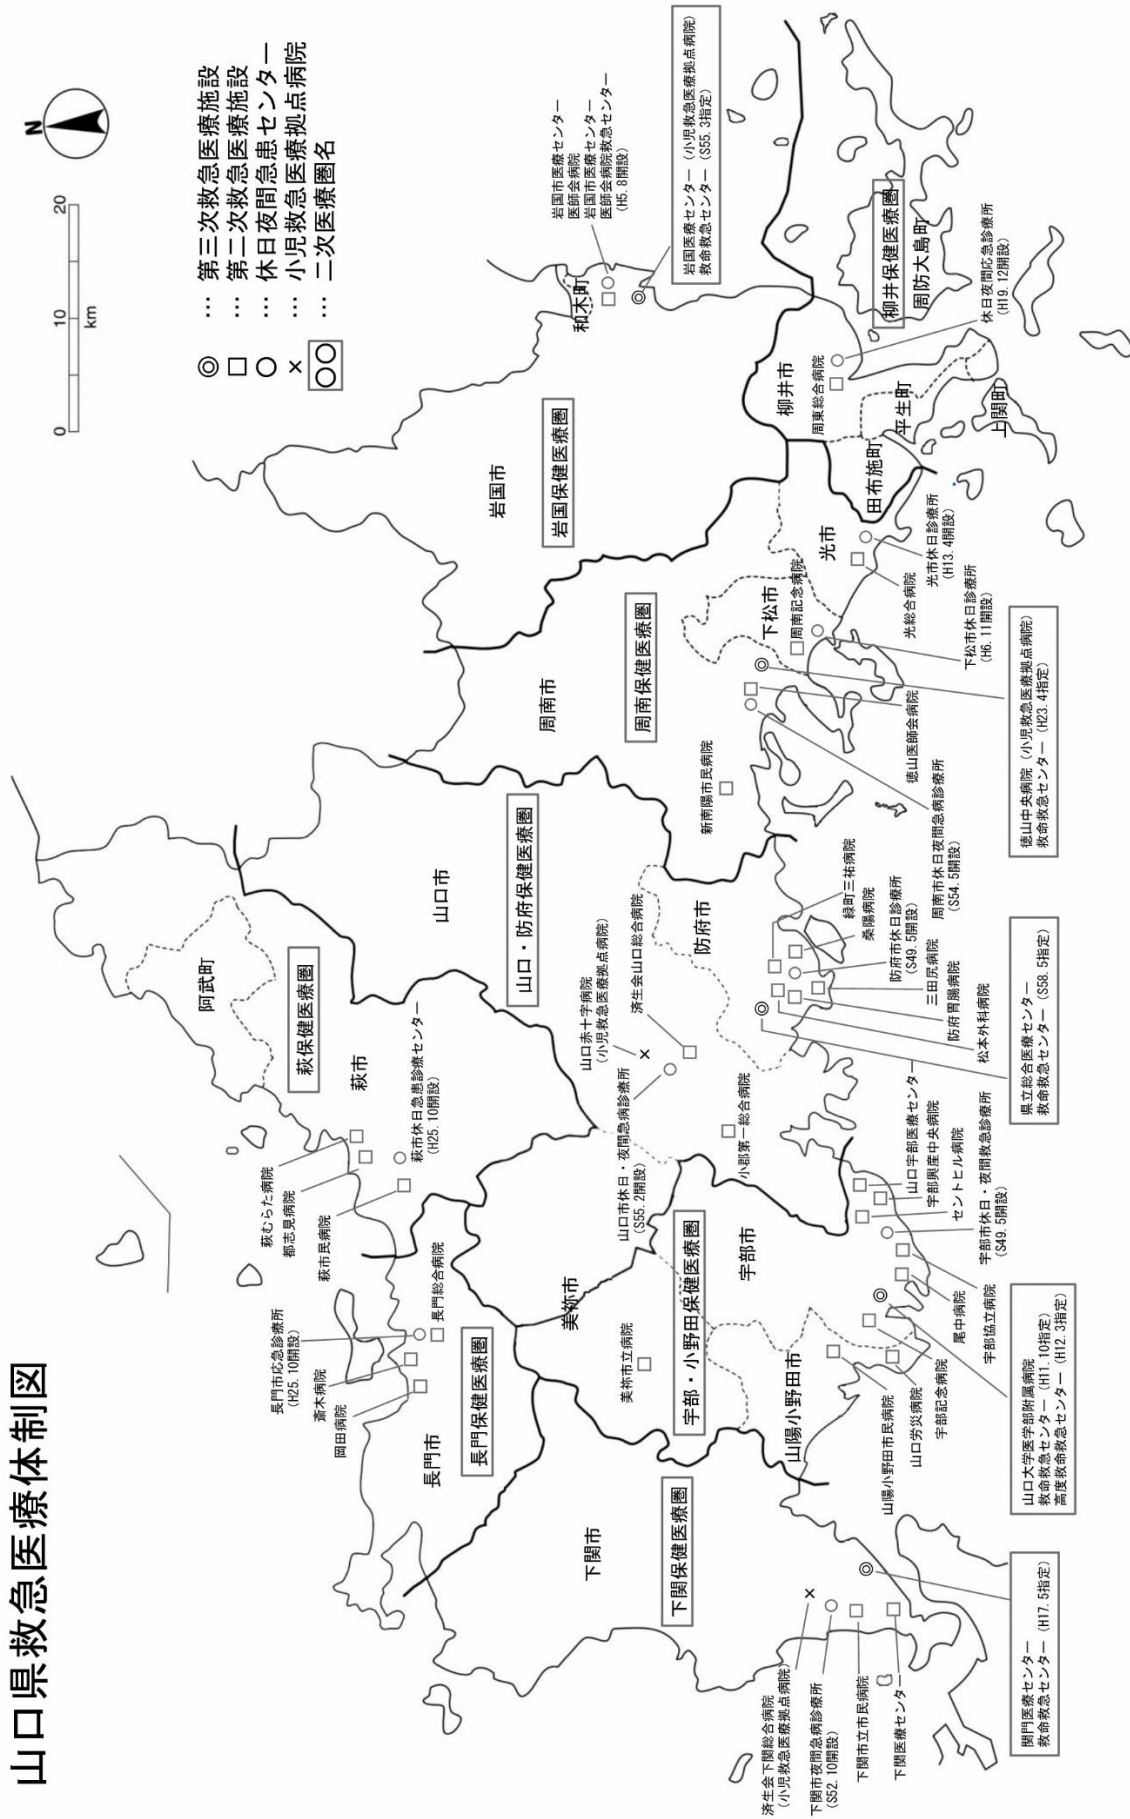 山口県救急医療体制図
N
0 10 20
km
◎ … 第三次救急医療施設
□ … 第二次救急医療施設
○ … 休日夜間急患センター
× … 小児救急医療拠点病院
○○ … 二次医療圏名
阿武町
萩保健医療圏
萩市
萩むらた病院
都志見病院
萩市民病院
萩市休日急患診療センター
(H25.10開設)
長門市応急診療所
(H25.10開設)
斎木病院
岡田病院
長門総合病院
長門市
長門保健医療圏
下関市
下関保健医療圏
済生会下関総合病院
(小児救急医療拠点病院)
下関市夜間急病診療所
(S52.10開設)
下関市立市民病院
下関医療センター
関門医療センター
救命救急センター (H17.5指定)
美祢市
美祢市立病院
宇部・小野田保健医療圏
宇部市
山陽小野田市
山陽小野田市民病院
山口労災病院
宇部記念病院
山口大学医学部附属病院
救命救急センター (H11.10指定)
高度救命救急センター (H12.3指定)
尾中病院
宇部協立病院
宇部市休日・夜間救急診療所
(S49.5開設)
セントヒル病院
宇部興産中央病院
山口宇部医療センター
山口市
山口・防府保健医療圏
山口赤十字病院
(小児救急医療拠点病院)
済生会山口総合病院
山口市休日・夜間急病診療所
(S55.2開設)
小郡第一総合病院
防府市
緑町三祐病院
桑陽病院
防府市休日診療所
(S49.5開設)
三田尻病院
防府胃腸病院
松本外科病院
県立総合医療センター
救命救急センター (S58.5指定)
周南市
周南保健医療圏
新南陽市民病院
徳山医師会病院
周南市休日夜間急病診療所
(S54.5開設)
徳山中央病院 (小児救急医療拠点病院)
救命救急センター (H23.4指定)
下松市
周南記念病院
下松市休日診療所
(H6.11開設)
光市
光総合病院
光市休日診療所
(H13.4開設)
岩国市
岩国保健医療圏
和木町
岩国市医療センター
医師会病院
岩国市医療センター
医師会病院救急センター
(H5.8開設)
岩国医療センター (小児救急医療拠点病院)
救命救急センター (S55.3指定)
柳井市
周東総合病院
柳井保健医療圏
周防大島町
休日夜間応急診療所
(H19.12開設)
田布施町
平生町
上関町